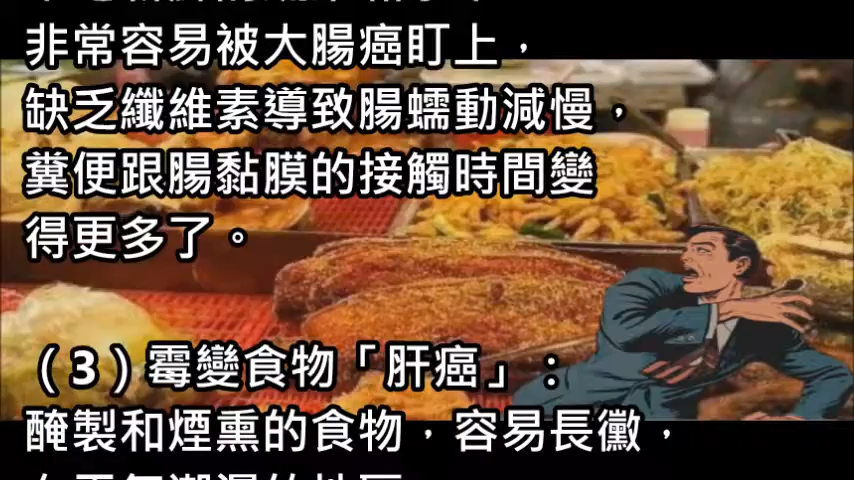 非常容易被大腸癌盯上，
缺乏纖維素導致腸蠕動減慢，
糞便跟腸黏膜的接觸時間變
得更多了。
（3）霉變食物「肝癌」：
醃製和煙熏的食物，容易長黴，